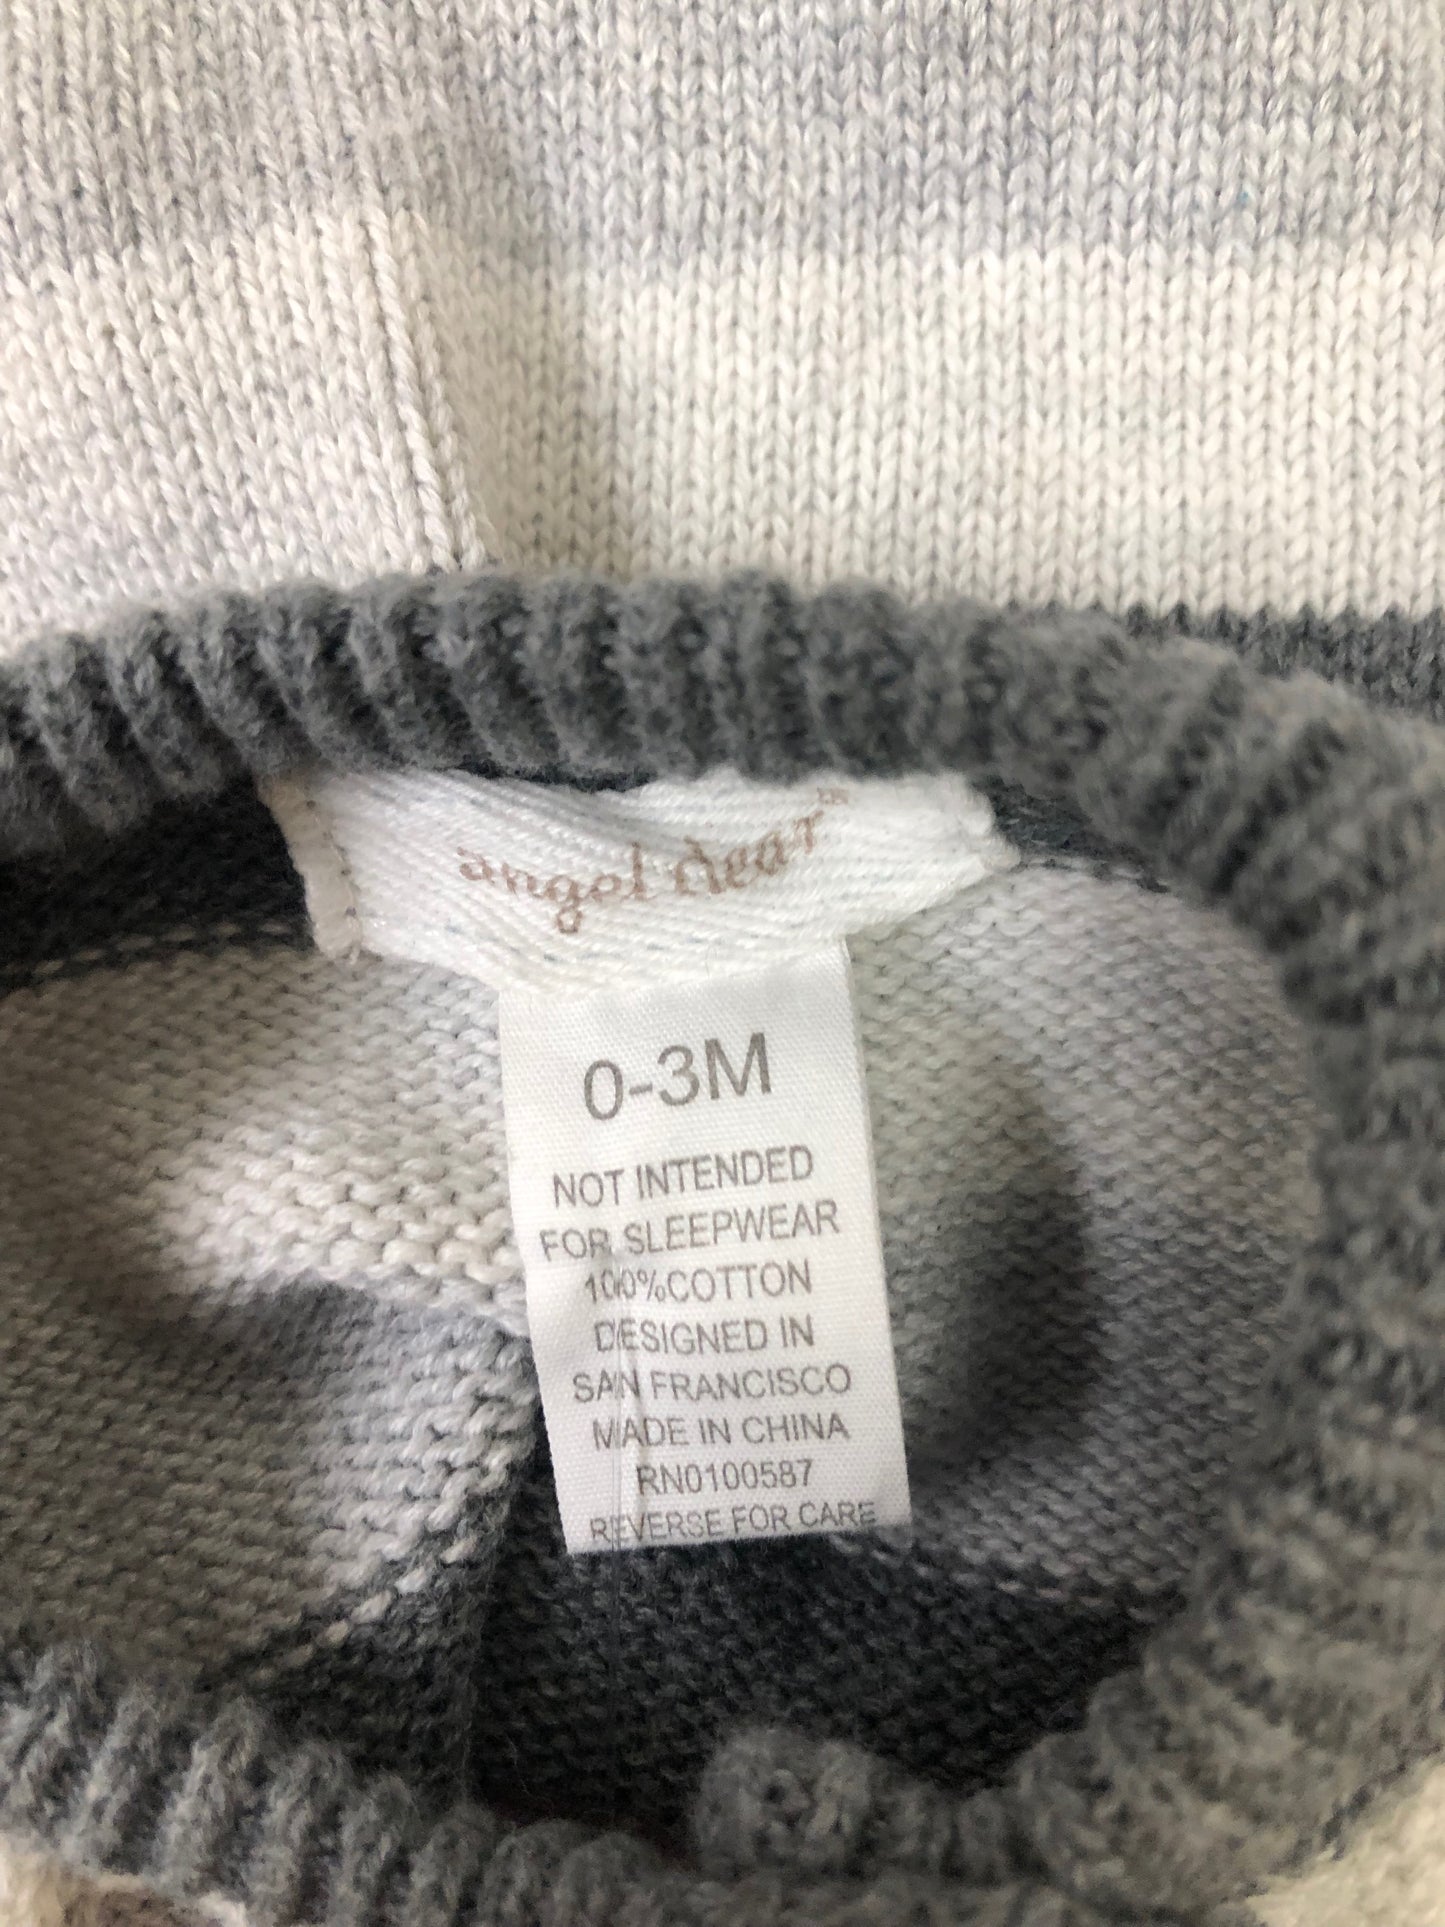 angel dear™
0-3M
NOT INTENDED
FOR SLEEPWEAR
100%COTTON
DESIGNED IN
SAN FRANCISCO
MADE IN CHINA
RN0100587
REVERSE FOR CARE